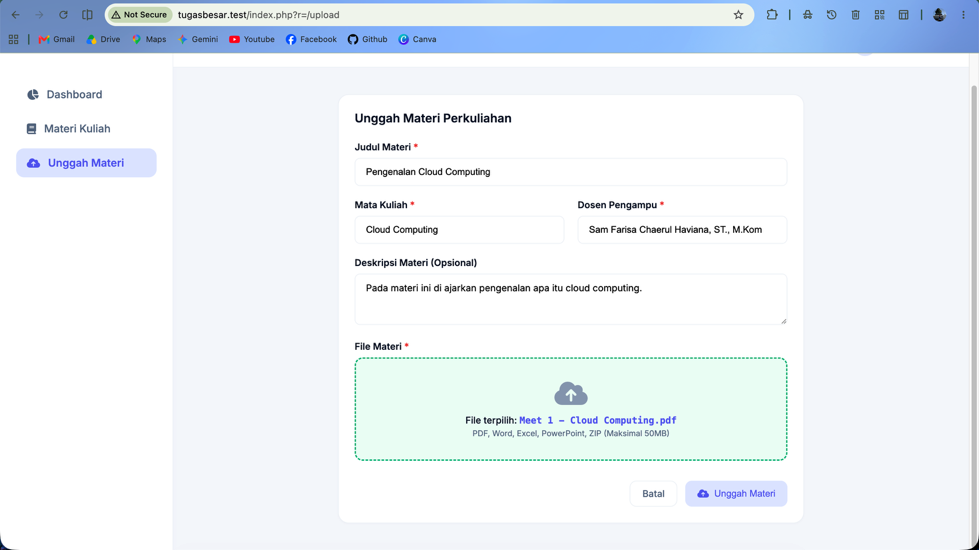 Not Secure tugasbesar.test/index.php?r=/upload
Gmail Drive Maps Gemini Youtube Facebook Github Canva
Dashboard
Materi Kuliah
Unggah Materi
Unggah Materi Perkuliahan
Judul Materi *
Pengenalan Cloud Computing
Mata Kuliah * Dosen Pengampu *
Cloud Computing Sam Farisa Chaerul Haviana, ST., M.Kom
Deskripsi Materi (Opsional)
Pada materi ini di ajarkan pengenalan apa itu cloud computing.
File Materi *
File terpilih: Meet 1 - Cloud Computing.pdf
PDF, Word, Excel, PowerPoint, ZIP (Maksimal 50MB)
Batal Unggah Materi